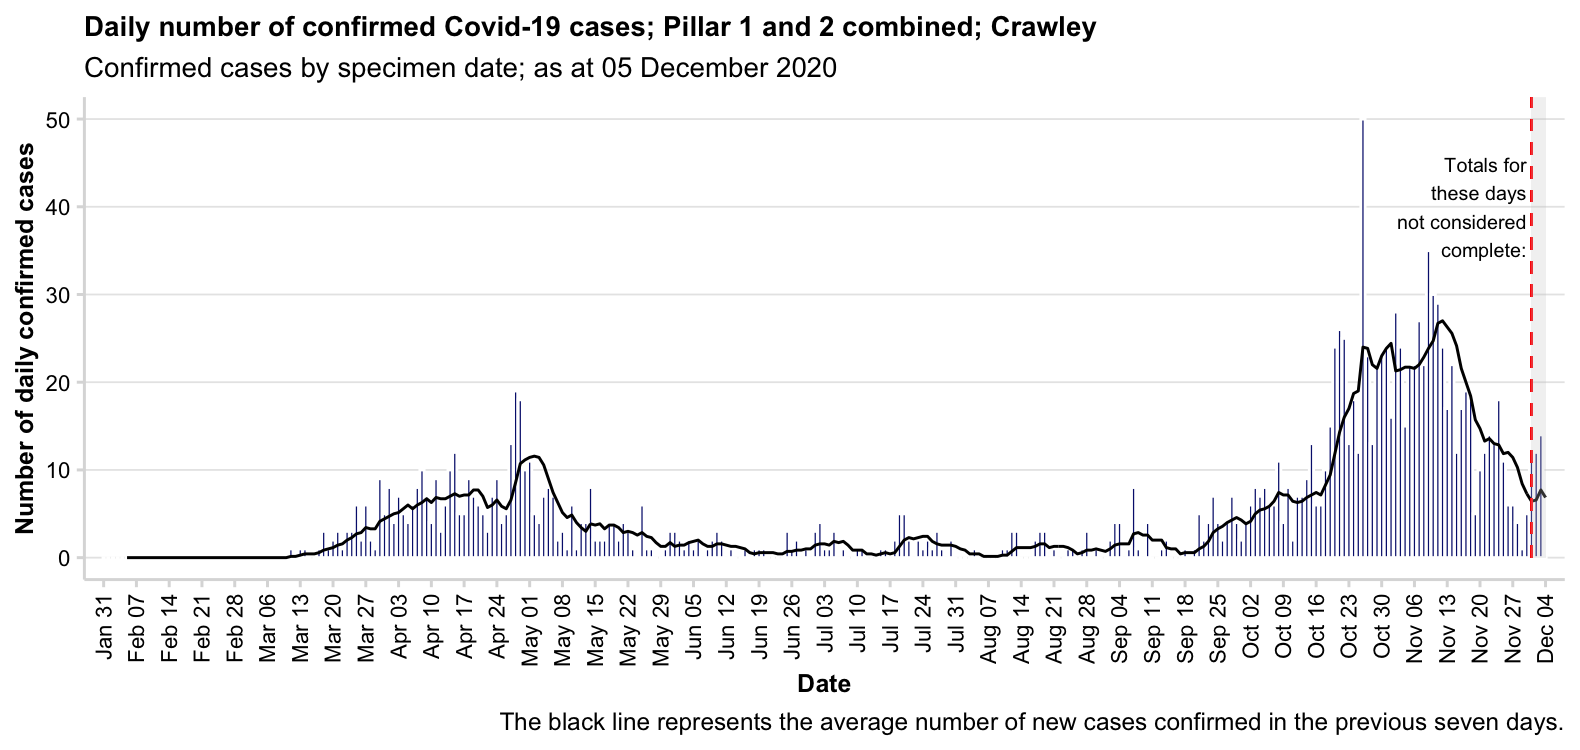 Daily number of confirmed Covid-19 cases; Pillar 1 and 2 combined; Crawley
Confirmed cases by specimen date; as at 05 December 2020
Number of daily confirmed cases
50
40
30
20
10
0
Totals for
these days
not considered
complete:
Jan 31
Feb 07
Feb 14
Feb 21
Feb 28
Mar 06
Mar 13
Mar 20
Mar 27
Apr 03
Apr 10
Apr 17
Apr 24
May 01
May 08
May 15
May 22
May 29
Jun 05
Jun 12
Jun 19
Jun 26
Jul 03
Jul 10
Jul 17
Jul 24
Jul 31
Aug 07
Aug 14
Aug 21
Aug 28
Sep 04
Sep 11
Sep 18
Sep 25
Oct 02
Oct 09
Oct 16
Oct 23
Oct 30
Nov 06
Nov 13
Nov 20
Nov 27
Dec 04
Date
The black line represents the average number of new cases confirmed in the previous seven days.